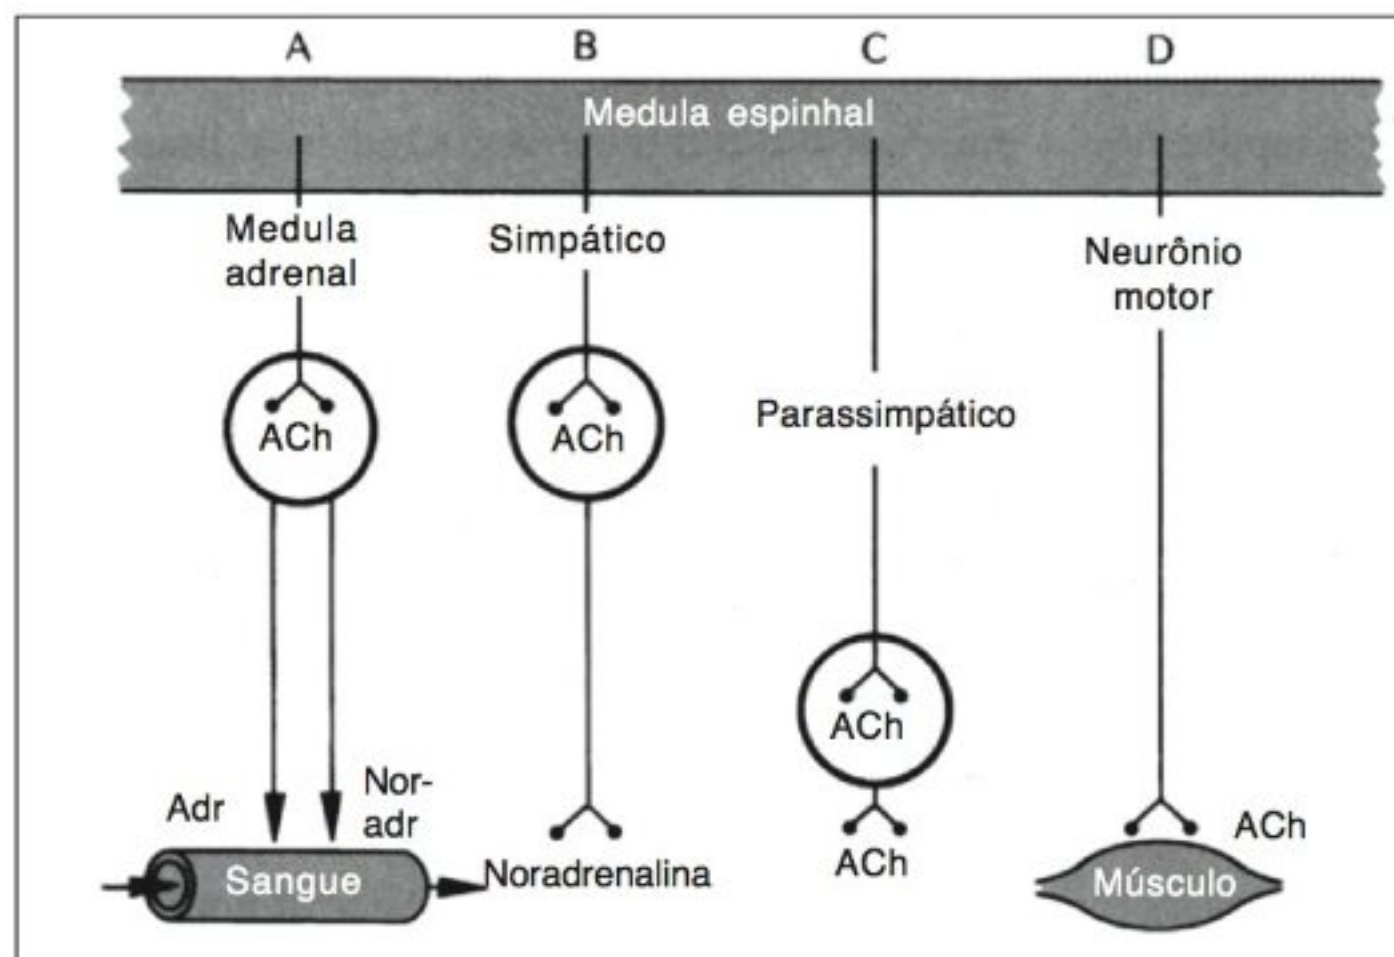 A
B
C
D
Medula espinhal
Medula
adrenal
Simpático
Parassimpático
Neurônio
motor
ACh
ACh
ACh
Adr
Nor-
adr
Sangue
Noradrenalina
ACh
ACh
Músculo